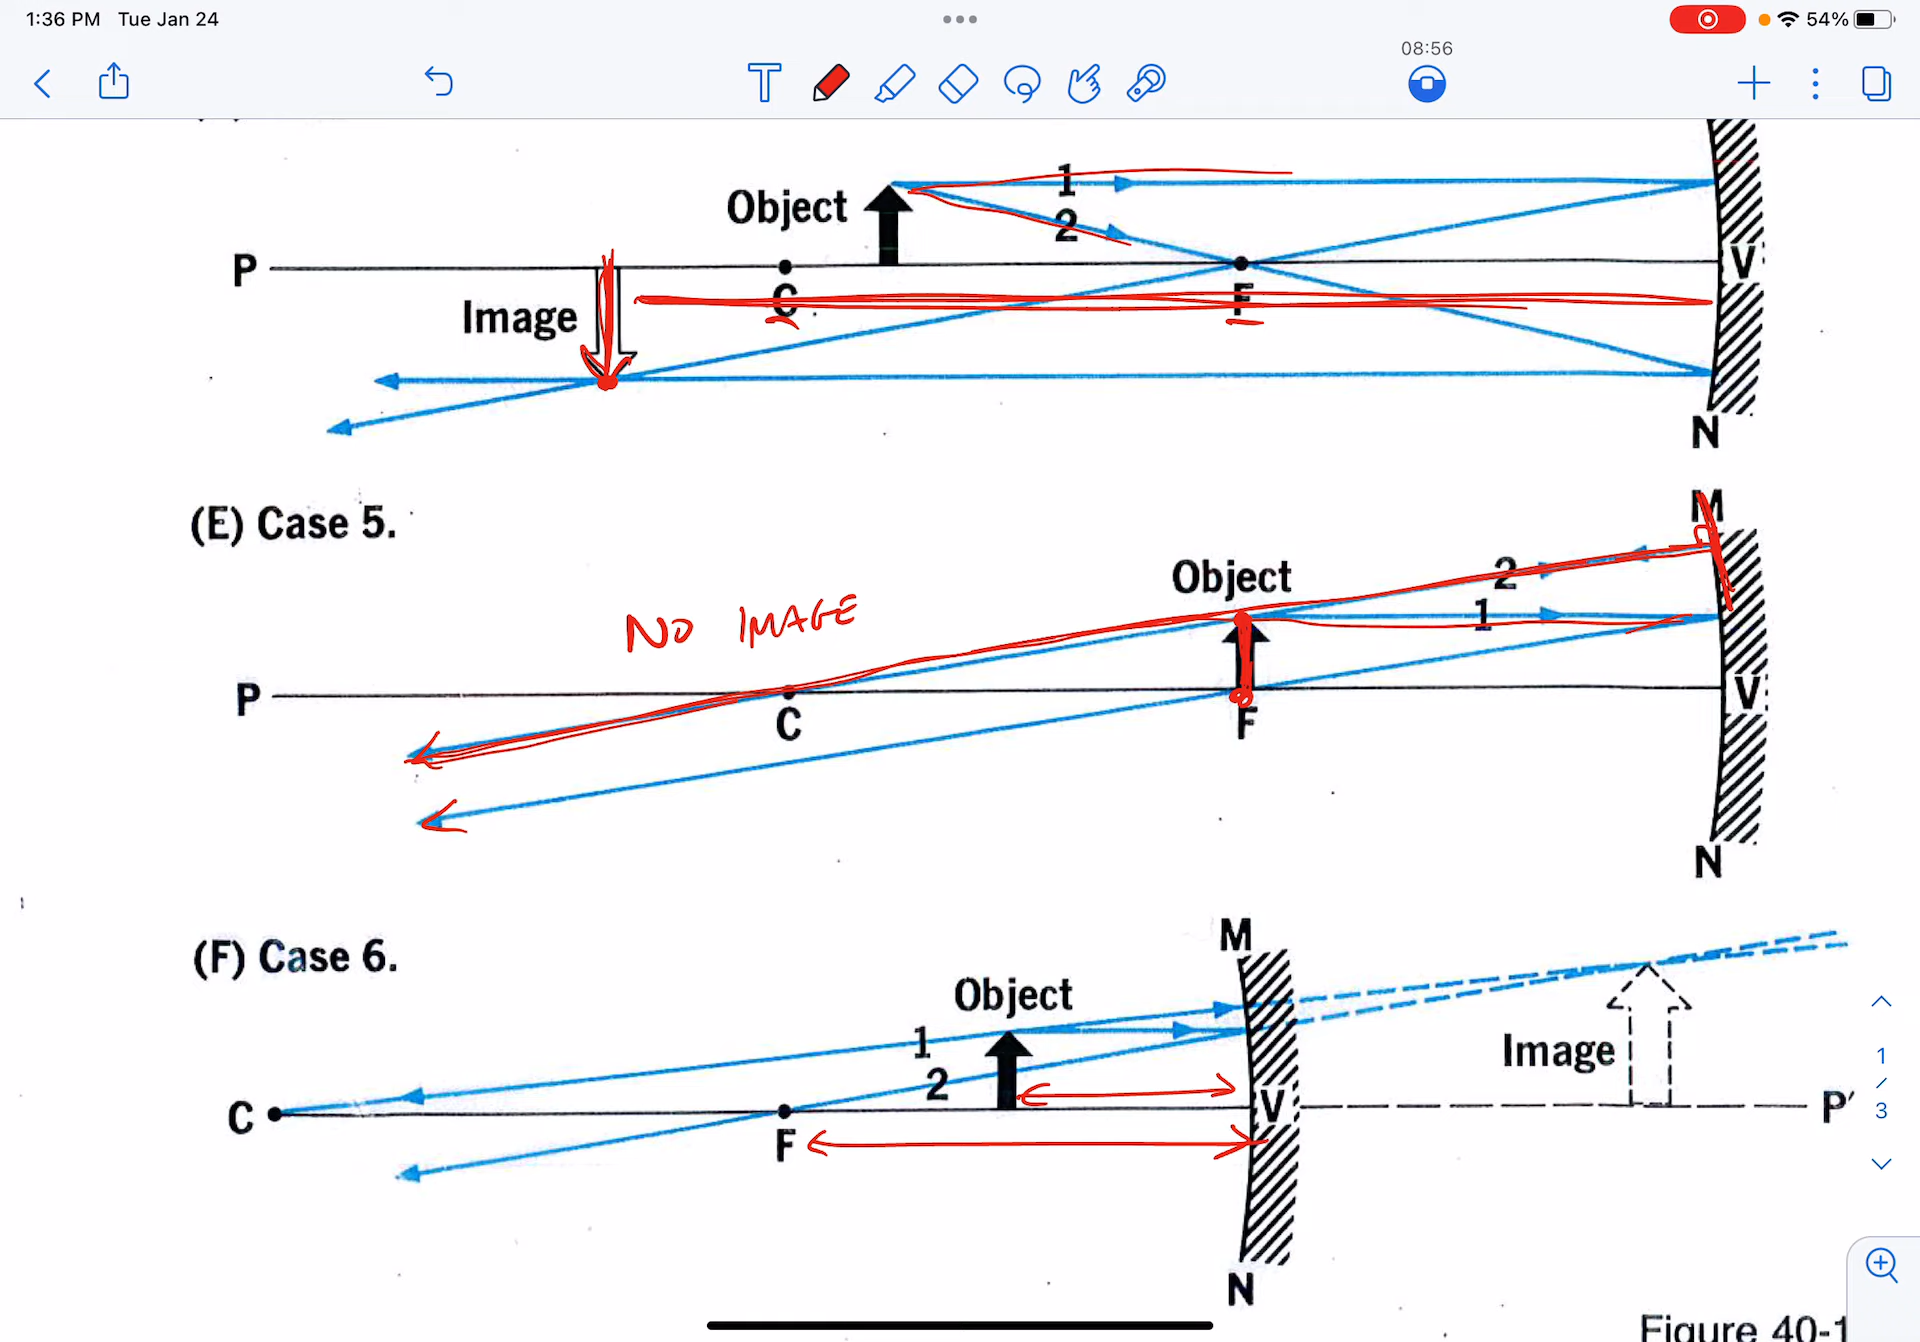 1:36 PM Tue Jan 24
54%
08:56
T
Object
1
2
P
C
F
V
Image
N
(E) Case 5.
M
Object
2
1
NO IMAGE
P
C
F
V
N
(F) Case 6.
M
Object
1
2
Image
C
F
V
P'
N
1
/
3
Figure 40-1